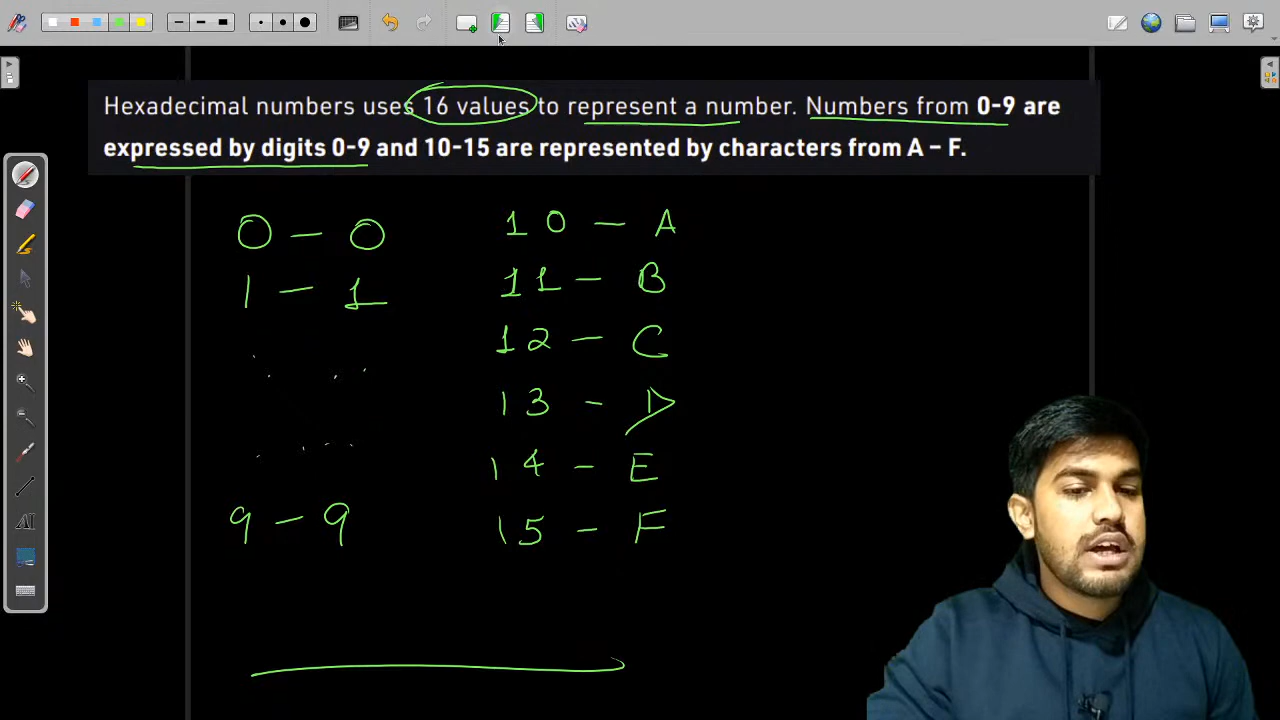 Hexadecimal numbers uses 16 values to represent a number. Numbers from 0-9 are
expressed by digits 0-9 and 10-15 are represented by characters from A – F.
0 – 0
1 – 1
9 – 9
10 – A
11 – B
12 – C
13 – D
14 – E
15 – F